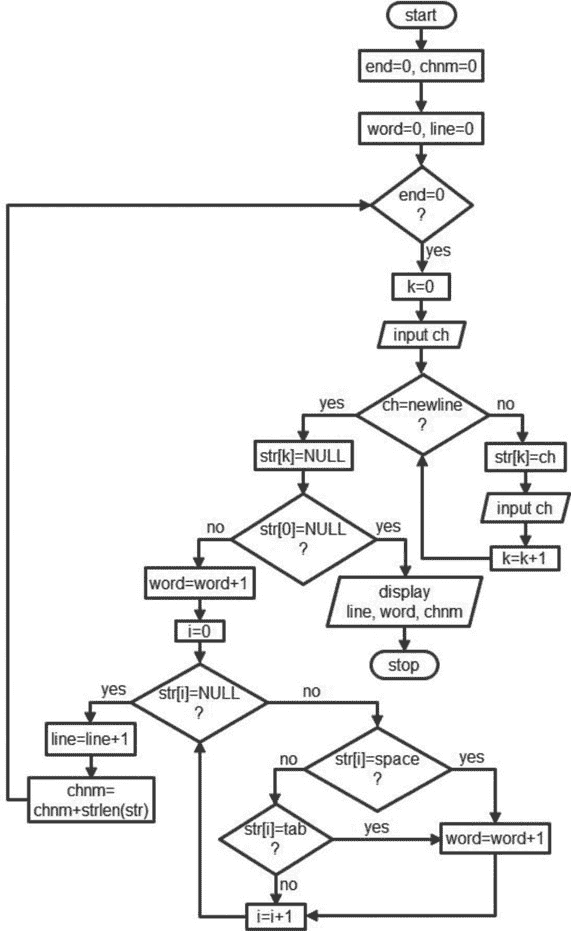 start
end=0, chnm=0
word=0, line=0
end=0
?
yes
k=0
input ch
yes
ch=newline
?
no
str[k]=NULL
str[k]=ch
input ch
k=k+1
no
str[0]=NULL
?
yes
word=word+1
display
line, word, chnm
i=0
stop
yes
str[i]=NULL
?
no
line=line+1
chnm=
chnm+strlen(str)
no
str[i]=space
?
yes
str[i]=tab
?
yes
word=word+1
no
i=i+1